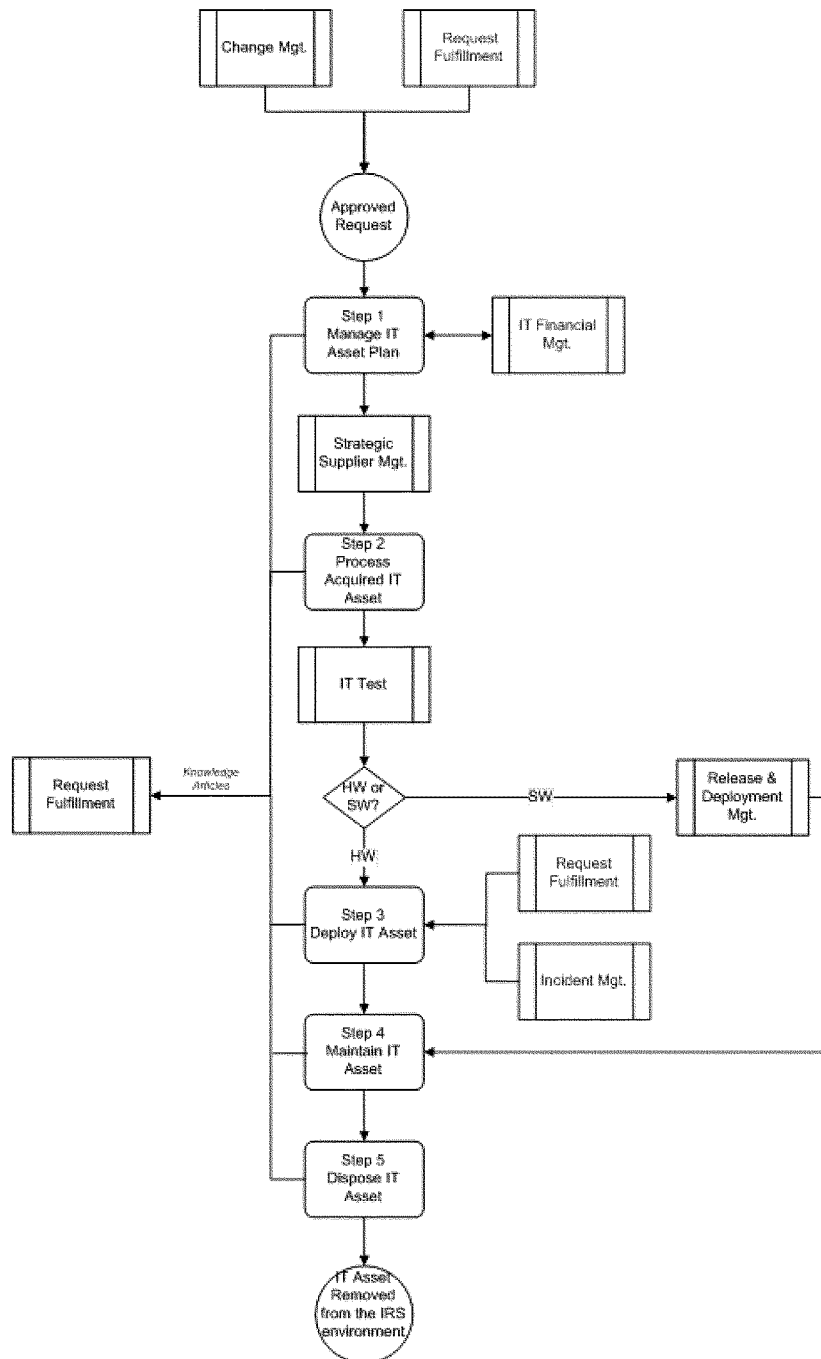 Change Mgt.
Request
Fulfillment
Approved
Request
Step 1
Manage IT
Asset Plan
IT Financial
Mgt.
Strategic
Supplier Mgt.
Step 2
Process
Acquired IT
Asset
IT Test
Request
Fulfillment
Knowledge
Articles
HW or
SW?
SW
Release &
Deployment
Mgt.
HW
Request
Fulfillment
Step 3
Deploy IT Asset
Incident Mgt.
Step 4
Maintain IT
Asset
Step 5
Dispose IT
Asset
IT Asset
Removed
from the IRS
environment